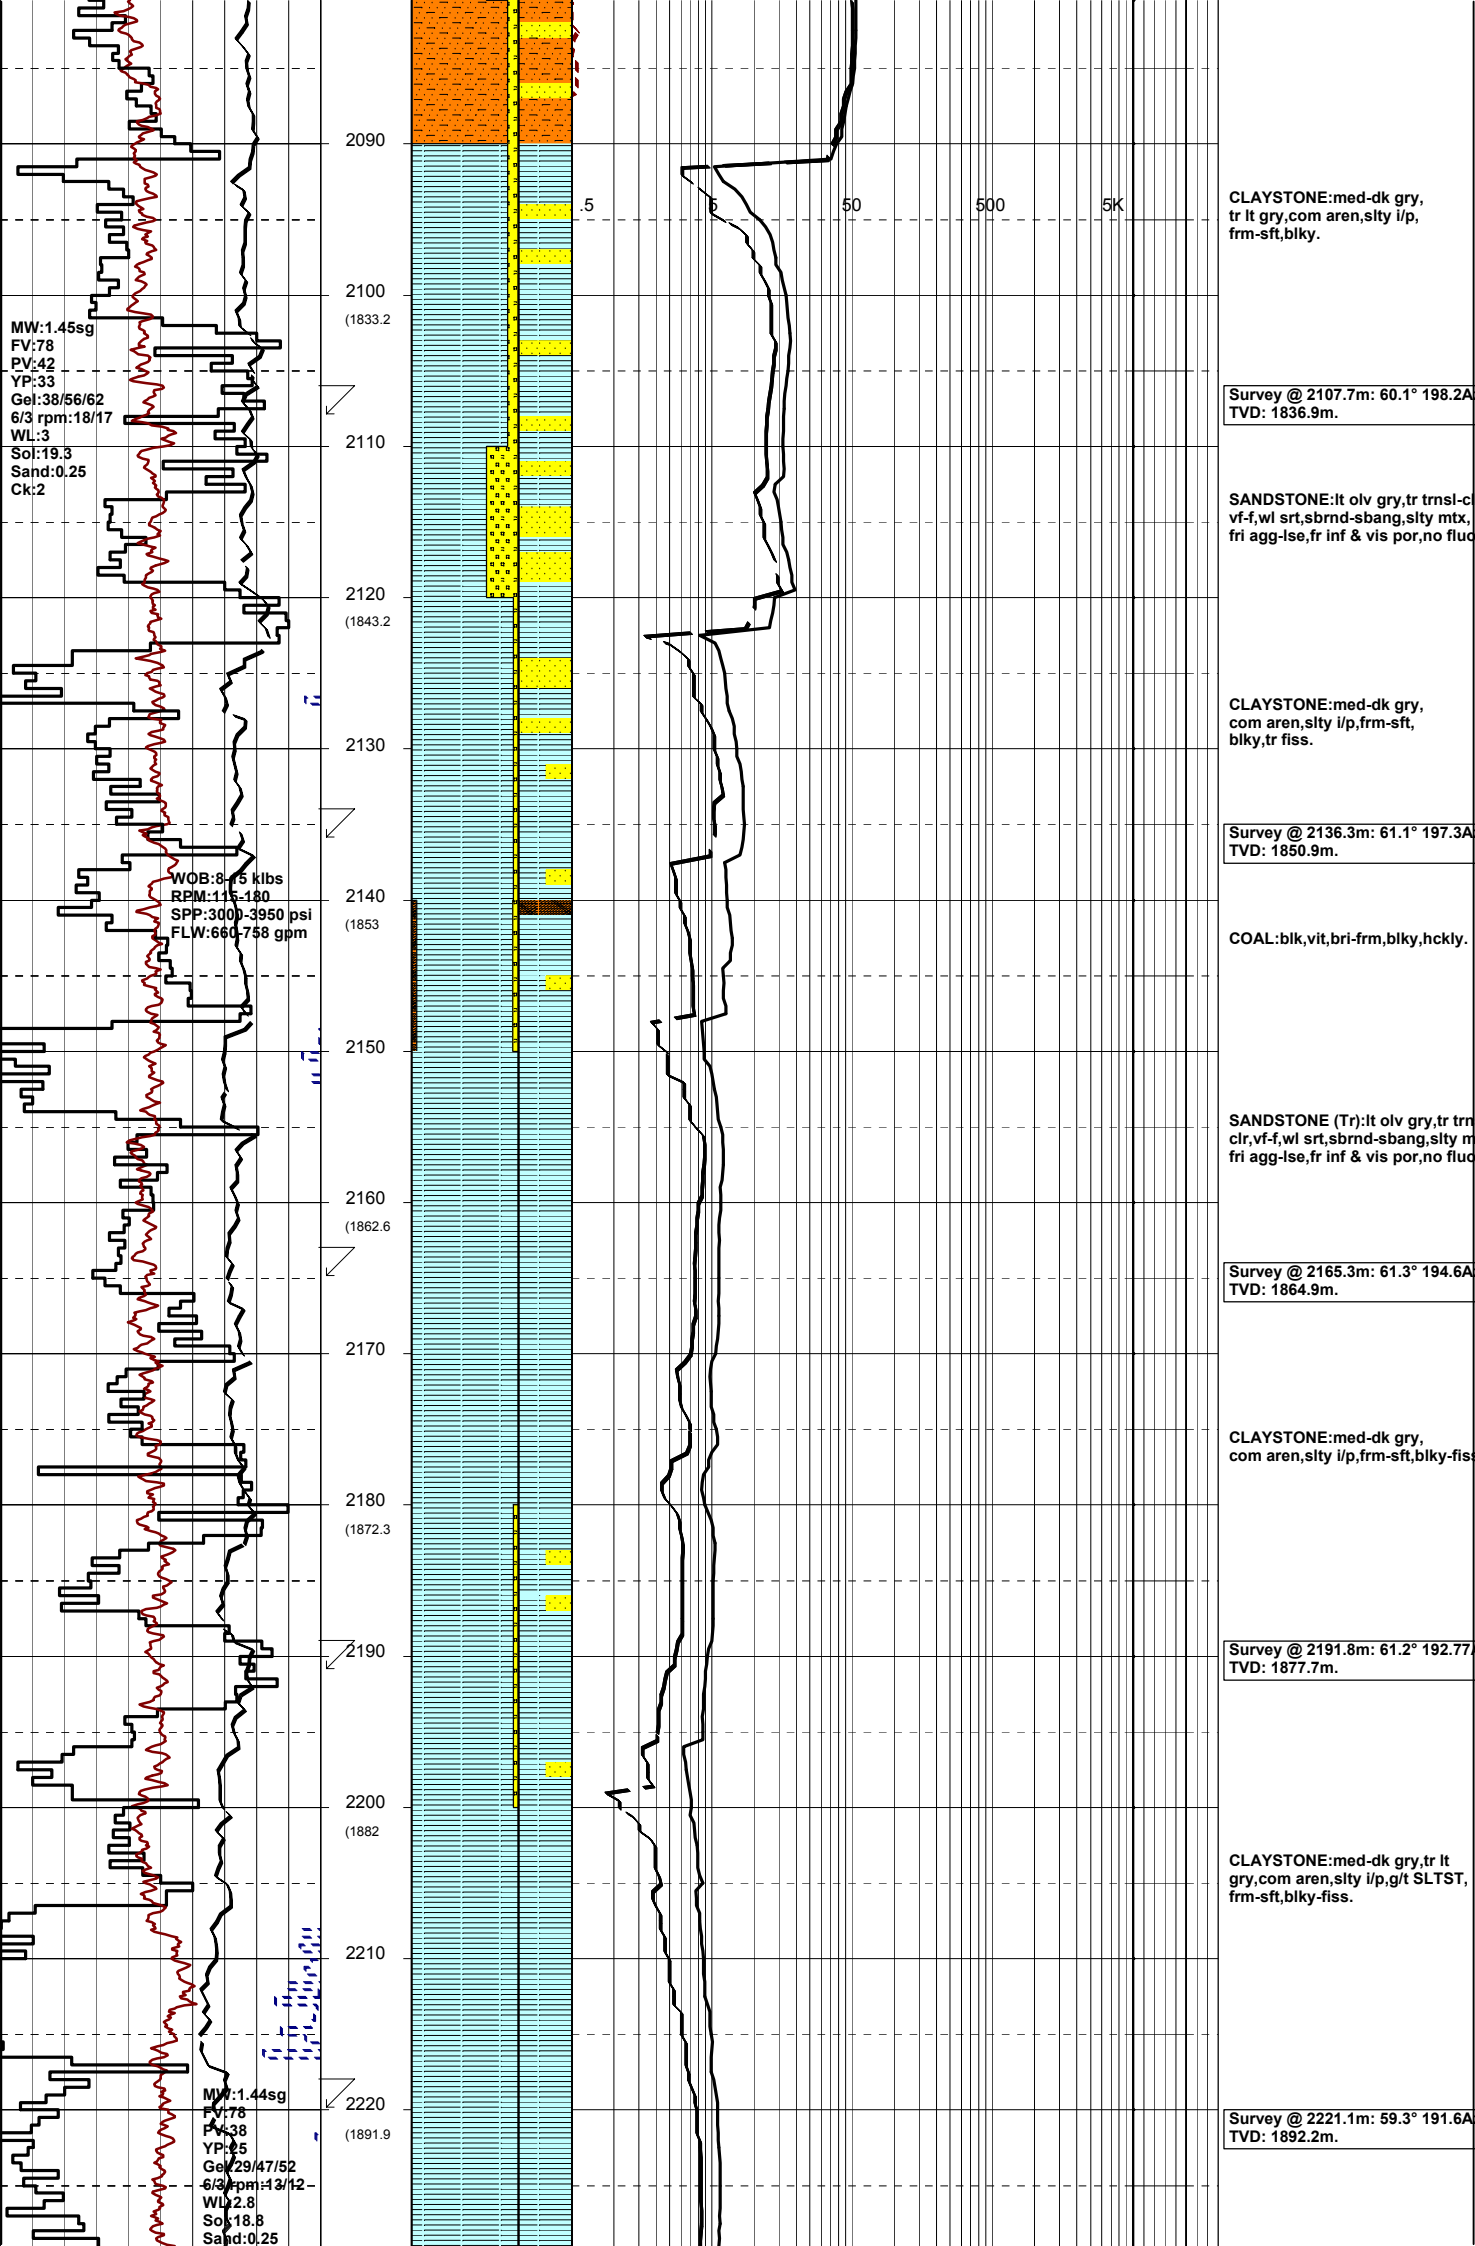 2090
.5 5 50 500 5K
CLAYSTONE:med-dk gry,
tr lt gry,com aren,slty i/p,
frm-sft,blky.
2100
(1833.2
MW:1.45sg
FV:78
PV:42
YP:33
Gel:38/56/62
6/3 rpm:18/17
WL:3
Sol:19.3
Sand:0.25
Ck:2
Survey @ 2107.7m: 60.1° 198.2A
TVD: 1836.9m.
2110
SANDSTONE:lt olv gry,tr trnsl-cl
vf-f,wl srt,sbrnd-sbang,slty mtx,
fri agg-lse,fr inf & vis por,no fluo
2120
(1843.2
CLAYSTONE:med-dk gry,
com aren,slty i/p,frm-sft,
blky,tr fiss.
2130
Survey @ 2136.3m: 61.1° 197.3A
TVD: 1850.9m.
WOB:8-15 klbs
RPM:115-180
SPP:3000-3950 psi
FLW:660-758 gpm
2140
(1853
COAL:blk,vit,bri-frm,blky,hckly.
2150
SANDSTONE (Tr):lt olv gry,tr trn
clr,vf-f,wl srt,sbrnd-sbang,slty m
fri agg-lse,fr inf & vis por,no fluo
2160
(1862.6
Survey @ 2165.3m: 61.3° 194.6A
TVD: 1864.9m.
2170
CLAYSTONE:med-dk gry,
com aren,slty i/p,frm-sft,blky-fiss
2180
(1872.3
2190
Survey @ 2191.8m: 61.2° 192.77A
TVD: 1877.7m.
2200
(1882
CLAYSTONE:med-dk gry,tr lt
gry,com aren,slty i/p,g/t SLTST,
frm-sft,blky-fiss.
2210
2220
(1891.9
MW:1.44sg
FV:78
PV:38
YP:25
Gel:29/47/52
6/3 rpm:13/12
WL:2.8
Sol:18.8
Sand:0.25
Survey @ 2221.1m: 59.3° 191.6A
TVD: 1892.2m.